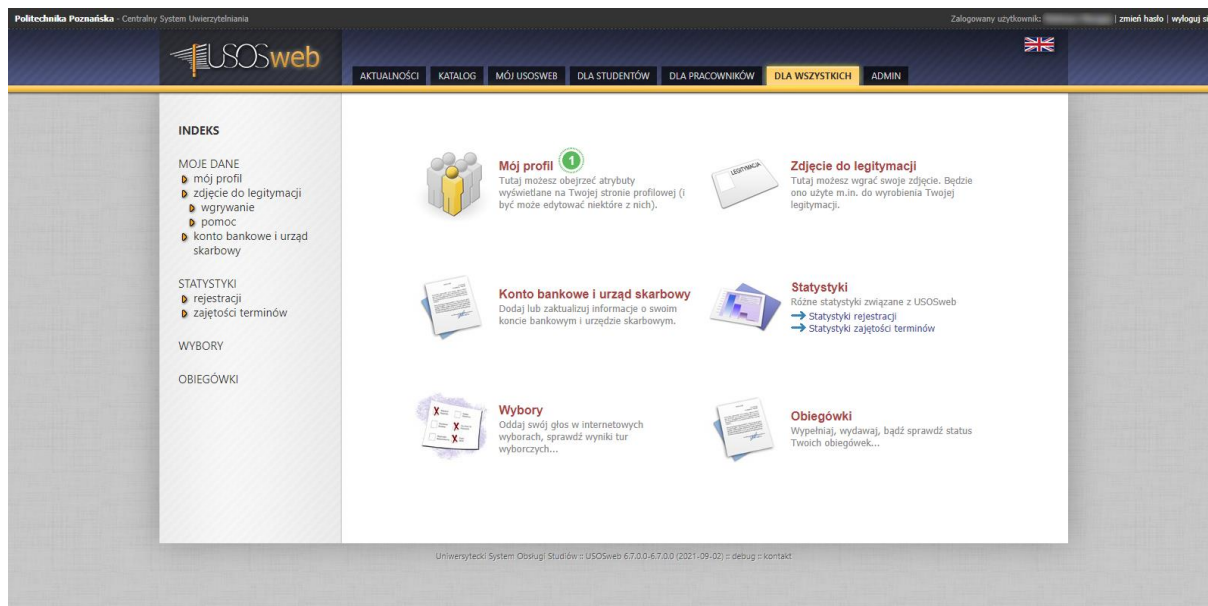 Politechnika Poznańska - Centralny System Uwierzytelniania
Zalogowany użytkownik: | zmień hasło | wyloguj si
USOSweb
AKTUALNOŚCI KATALOG MÓJ USOSWEB DLA STUDENTÓW DLA PRACOWNIKÓW DLA WSZYSTKICH ADMIN
INDEKS
MOJE DANE
mój profil
zdjęcie do legitymacji
wgrywanie
pomoc
konto bankowe i urząd
skarbowy
STATYSTYKI
rejestracji
zajętości terminów
WYBORY
OBIEGÓWKI
Mój profil 1
Tutaj możesz obejrzeć atrybuty
wyświetlane na Twojej stronie profilowej (i
być może edytować niektóre z nich).
LEGITYMACJA
Zdjęcie do legitymacji
Tutaj możesz wgrać swoje zdjęcie. Będzie
ono użyte m.in. do wyrobienia Twojej
legitymacji.
Konto bankowe i urząd skarbowy
Dodaj lub zaktualizuj informacje o swoim
koncie bankowym i urzędzie skarbowym.
Statystyki
Różne statystyki związane z USOSweb
Statystyki rejestracji
Statystyki zajętości terminów
Wybory
Oddaj swój głos w internetowych
wyborach, sprawdź wyniki tur
wyborczych...
Obiegówki
Wypełniaj, wydawaj, bądź sprawdź status
Twoich obiegówek...
Uniwersytecki System Obsługi Studiów :: USOSweb 6.7.0.0-6.7.0.0 (2021-09-02) :: debug :: kontakt